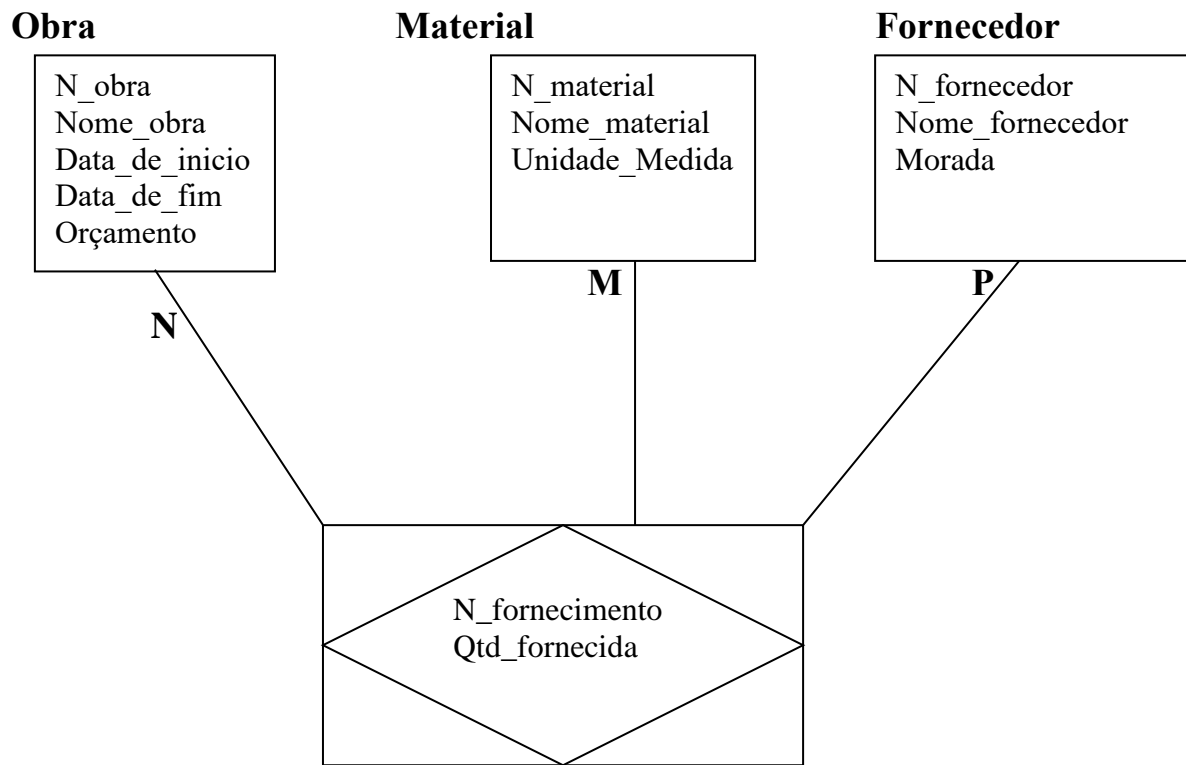 Obra
N_obra
Nome_obra
Data_de_inicio
Data_de_fim
Orçamento
N
Material
N_material
Nome_material
Unidade_Medida
M
Fornecedor
N_fornecedor
Nome_fornecedor
Morada
P
N_fornecimento
Qtd_fornecida